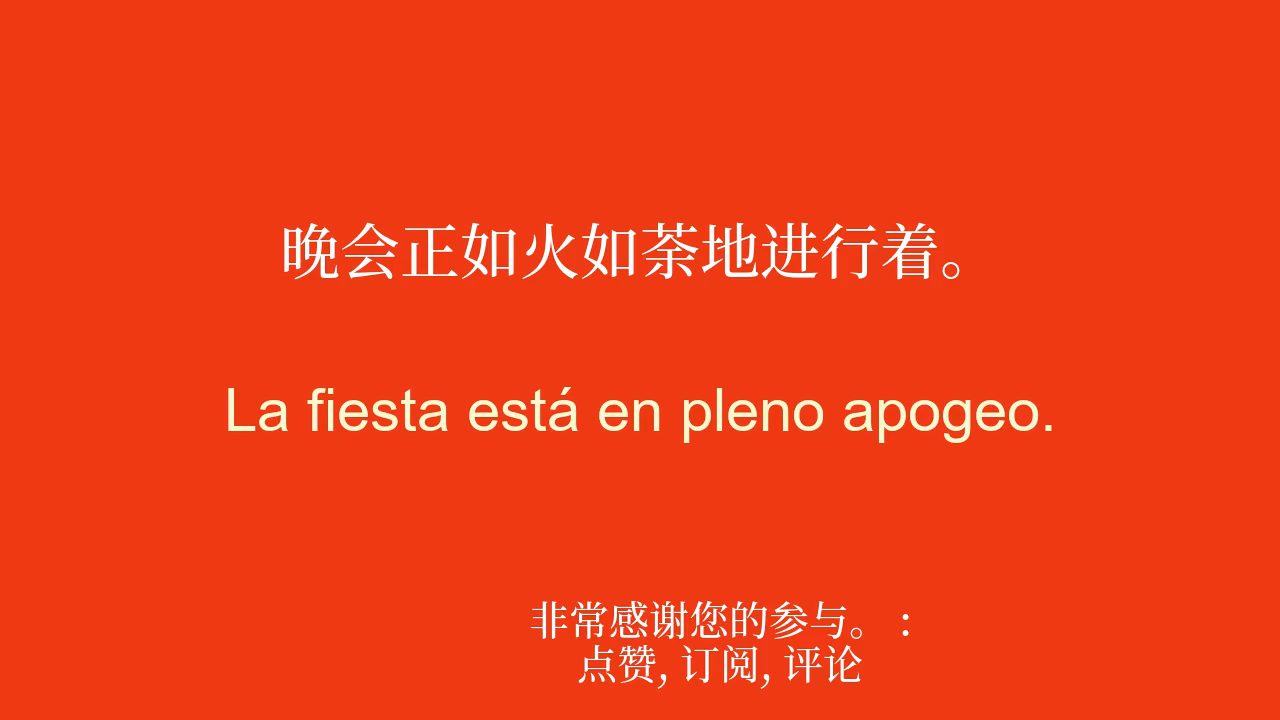 晚会正如火如荼地进行着。
La fiesta está en pleno apogeo.
非常感谢您的参与。 :
点赞, 订阅, 评论